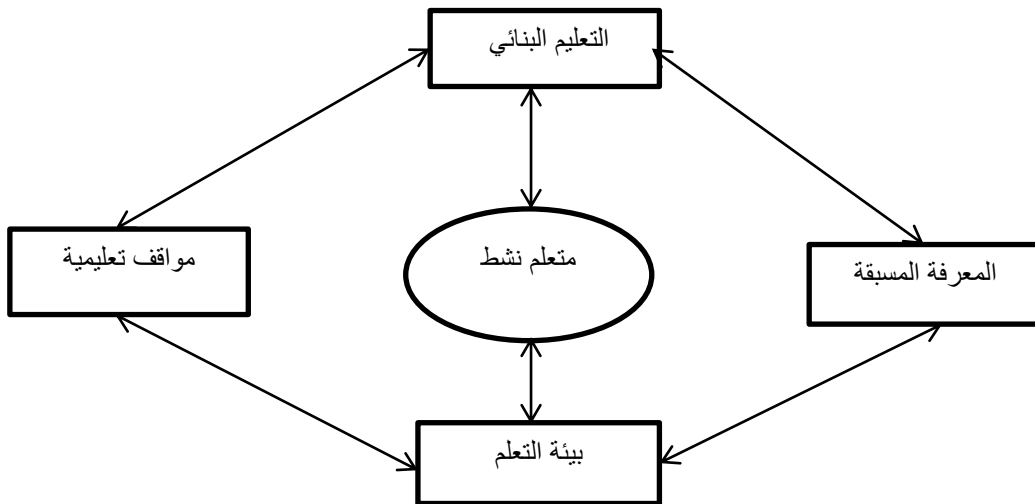 التعليم البنائي
المعرفة المسبقة
متعلم نشط
مواقف تعليمية
بيئة التعلم